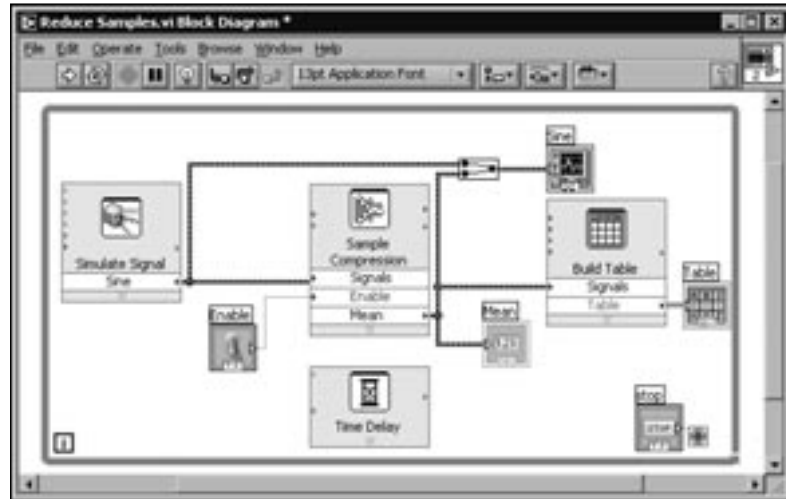 Reduce Samples.vi Block Diagram *
File Edit Operate Tools Browse Window Help
13pt Application Font
2
Sine
Simulate Signal
Sine
Sample
Compression
Signals
Enable
Mean
Build Table
Signals
Table
Table
Enable
Mean
Time Delay
stop
i